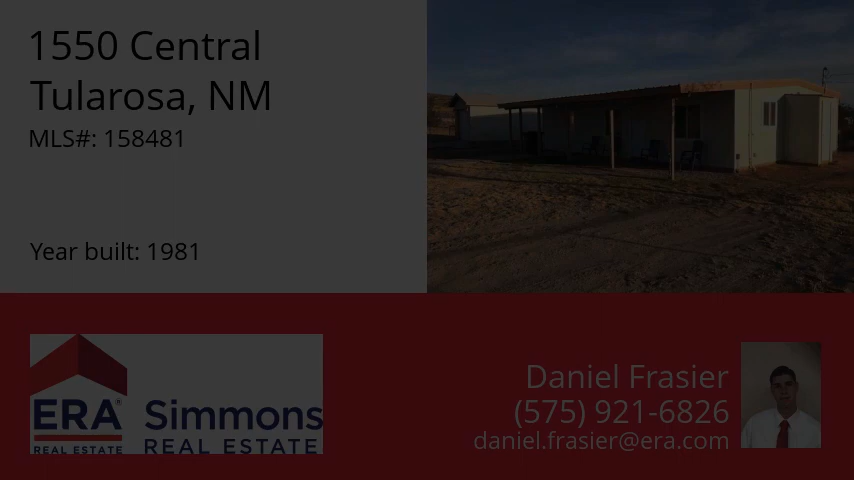 1550 Central
Tularosa, NM
MLS#: 158481
Year built: 1981
ERA®
REAL ESTATE
Simmons
REAL ESTATE
Daniel Frasier
(575) 921-6826
daniel.frasier@era.com